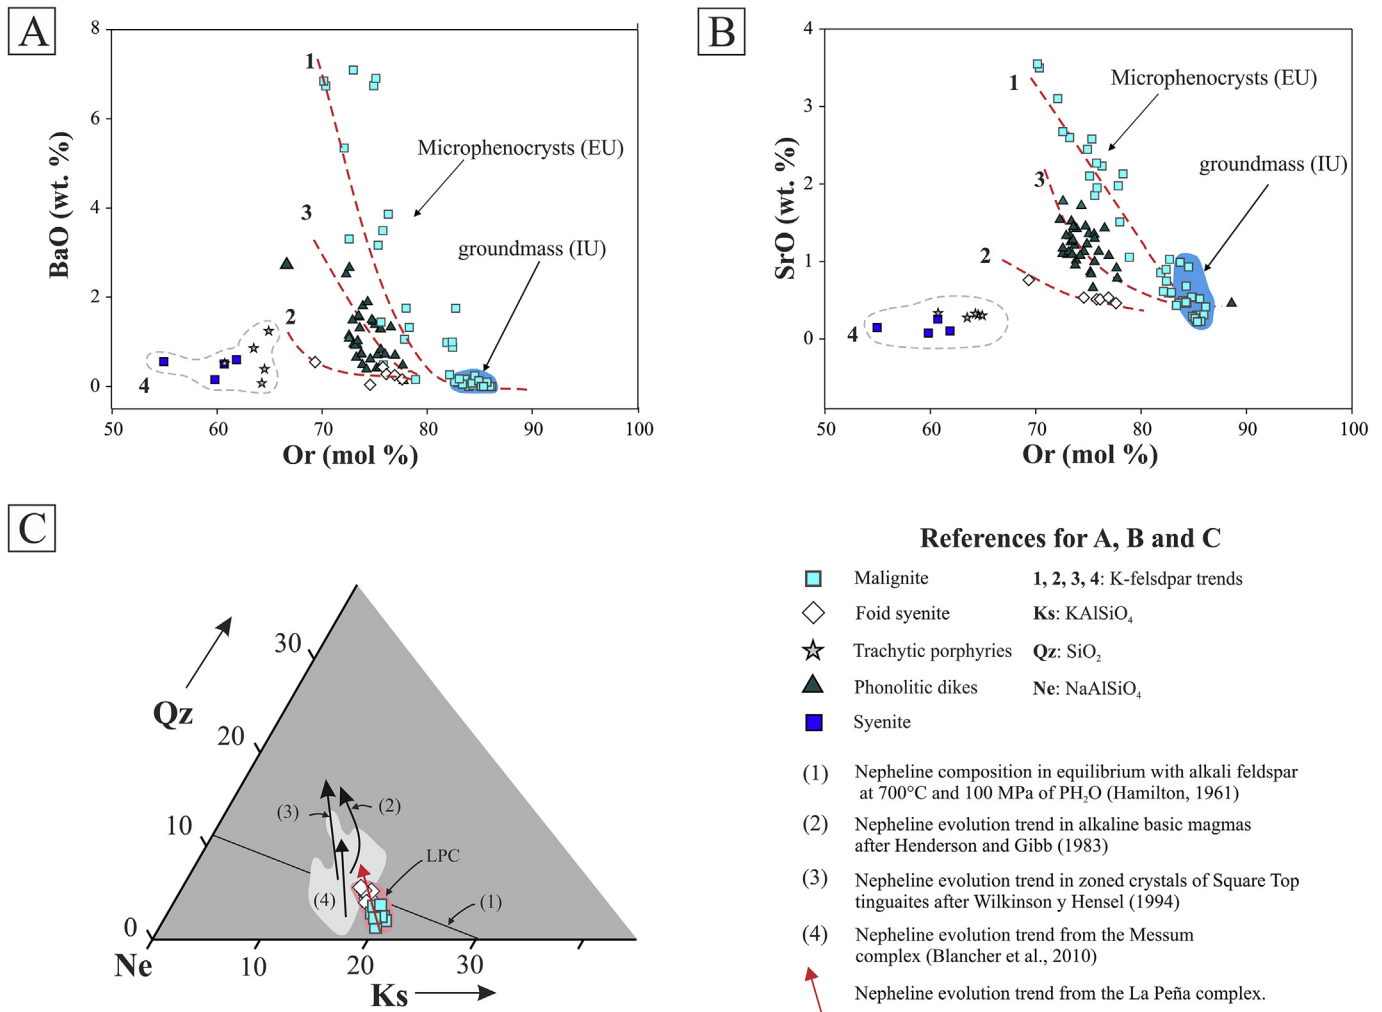 A
8
6
4
2
0
BaO (wt. %)
1
3
2
4
Microphenocrysts (EU)
groundmass (IU)
50
60
70
80
90
100
Or (mol %)
B
4
3
2
1
0
SrO (wt. %)
1
3
2
4
Microphenocrysts (EU)
groundmass (IU)
50
60
70
80
90
100
Or (mol %)
C
Qz
30
20
10
0
Ne
10
20
30
Ks
(3)
(2)
LPC
(4)
(1)
References for A, B and C
Malignite
1, 2, 3, 4: K-felsdpar trends
Foid syenite
Ks: KAlSiO4
Trachytic porphyries
Qz: SiO2
Phonolitic dikes
Ne: NaAlSiO4
Syenite
(1) Nepheline composition in equilibrium with alkali feldspar
at 700°C and 100 MPa of PH2O (Hamilton, 1961)
(2) Nepheline evolution trend in alkaline basic magmas
after Henderson and Gibb (1983)
(3) Nepheline evolution trend in zoned crystals of Square Top
tinguaites after Wilkinson y Hensel (1994)
(4) Nepheline evolution trend from the Messum
complex (Blancher et al., 2010)
Nepheline evolution trend from the La Peña complex.